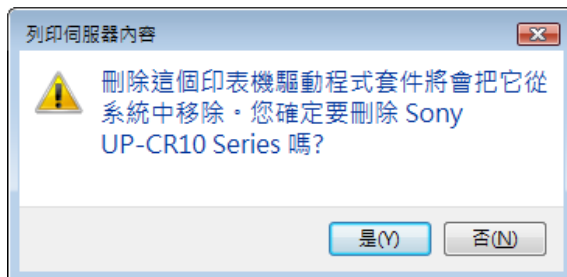 列印伺服器內容
刪除這個印表機驅動程式套件將會把它從
系統中移除。您確定要刪除 Sony
UP-CR10 Series 嗎?
是(Y)
否(N)